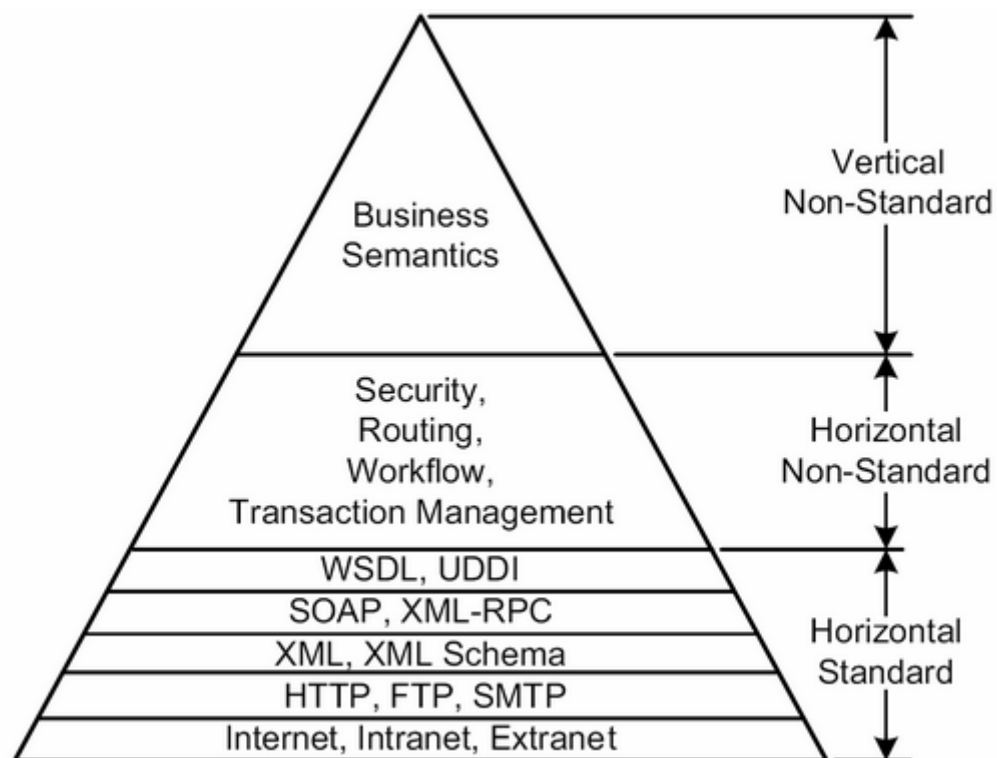 Business
Semantics
Vertical
Non-Standard
Security,
Routing,
Workflow,
Transaction Management
Horizontal
Non-Standard
WSDL, UDDI
SOAP, XML-RPC
XML, XML Schema
HTTP, FTP, SMTP
Internet, Intranet, Extranet
Horizontal
Standard